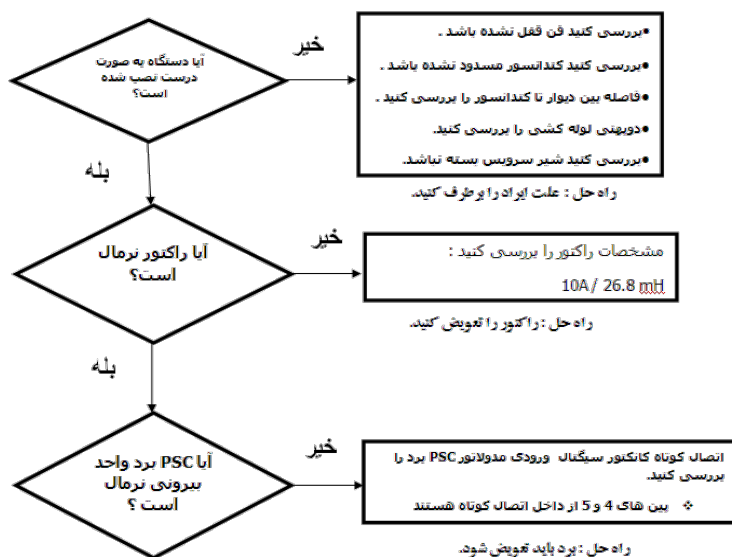 آیا دستگاه به صورت
درست نصب شده
است؟
خیر
•بررسی کنید فن قفل نشده باشد .
•بررسی کنید کندانسور مسدود نشده باشد .
•فاصله بین دیوار تا کندانسور را بررسی کنید .
•دوپهنی لوله کشی را بررسی کنید.
•بررسی کنید شیر سرویس بسته نباشد.
راه حل : علت ایراد را برطرف کنید.
بله
آیا راکتور نرمال
است؟
خیر
مشخصات راکتور را بررسی کنید :
10A / 26.8 mH
راه حل : راکتور را تعویض کنید.
بله
آیا PSC برد واحد
بیرونی نرمال
است ؟
خیر
اتصال کوتاه کانکتور سیگنال ورودی مدولاتور PSC برد را
بررسی کنید.
❖ پین های 4 و 5 از داخل اتصال کوتاه هستند
راه حل : برد باید تعویض شود.